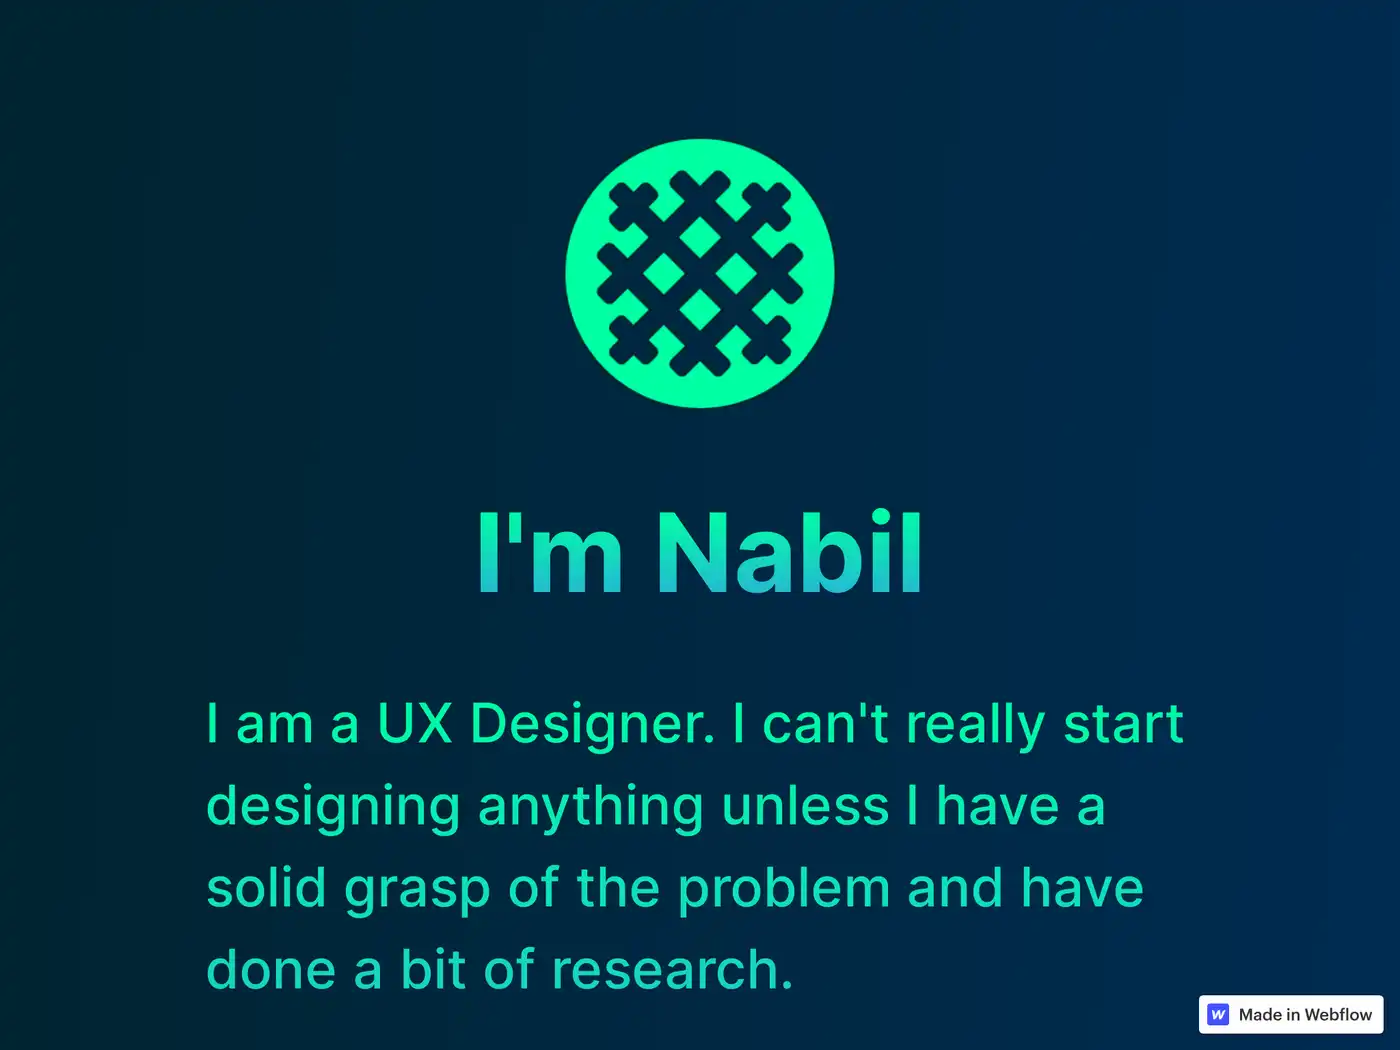 I'm Nabil
I am a UX Designer. I can't really start
designing anything unless I have a
solid grasp of the problem and have
done a bit of research.
Made in Webflow